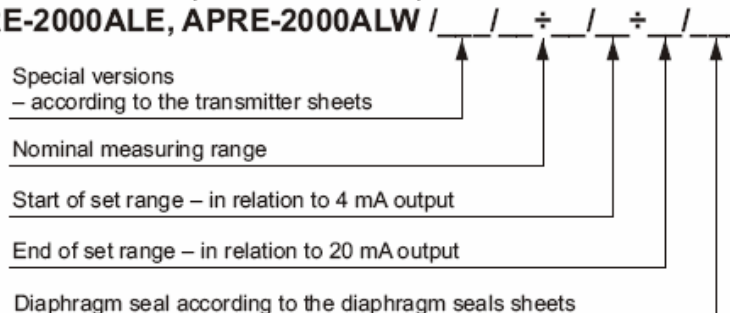 E-2000ALE, APRE-2000ALW /___/__÷__/__÷__/__
Special versions
– according to the transmitter sheets
Nominal measuring range
Start of set range – in relation to 4 mA output
End of set range – in relation to 20 mA output
Diaphragm seal according to the diaphragm seals sheets